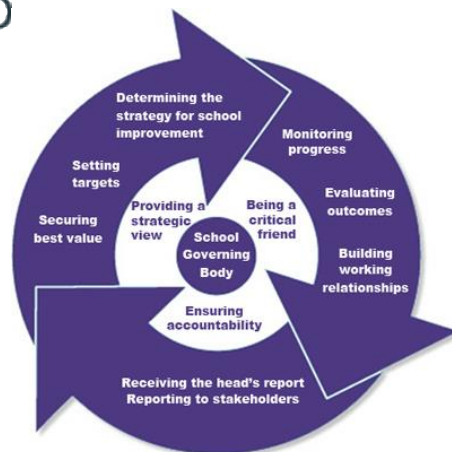 Determining the
strategy for school
improvement
Setting
targets
Securing
best value
Monitoring
progress
Evaluating
outcomes
Building
working
relationships
Providing a
strategic
view
Being a
critical
friend
School
Governing
Body
Ensuring
accountability
Receiving the head's report
Reporting to stakeholders